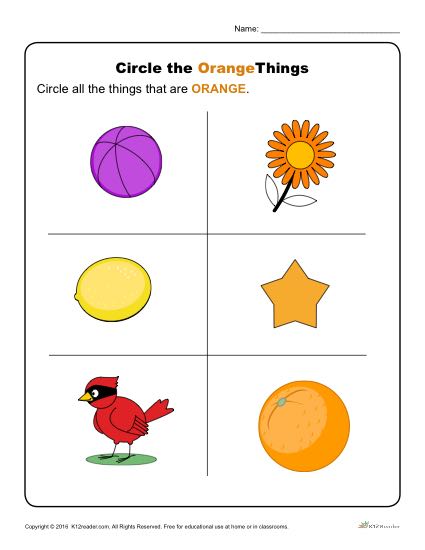 Name: ________________________________
Circle the OrangeThings
Circle all the things that are ORANGE.
Copyright © 2016 K12reader.com. All Rights Reserved. Free for educational use at home or in classrooms.
K12reader